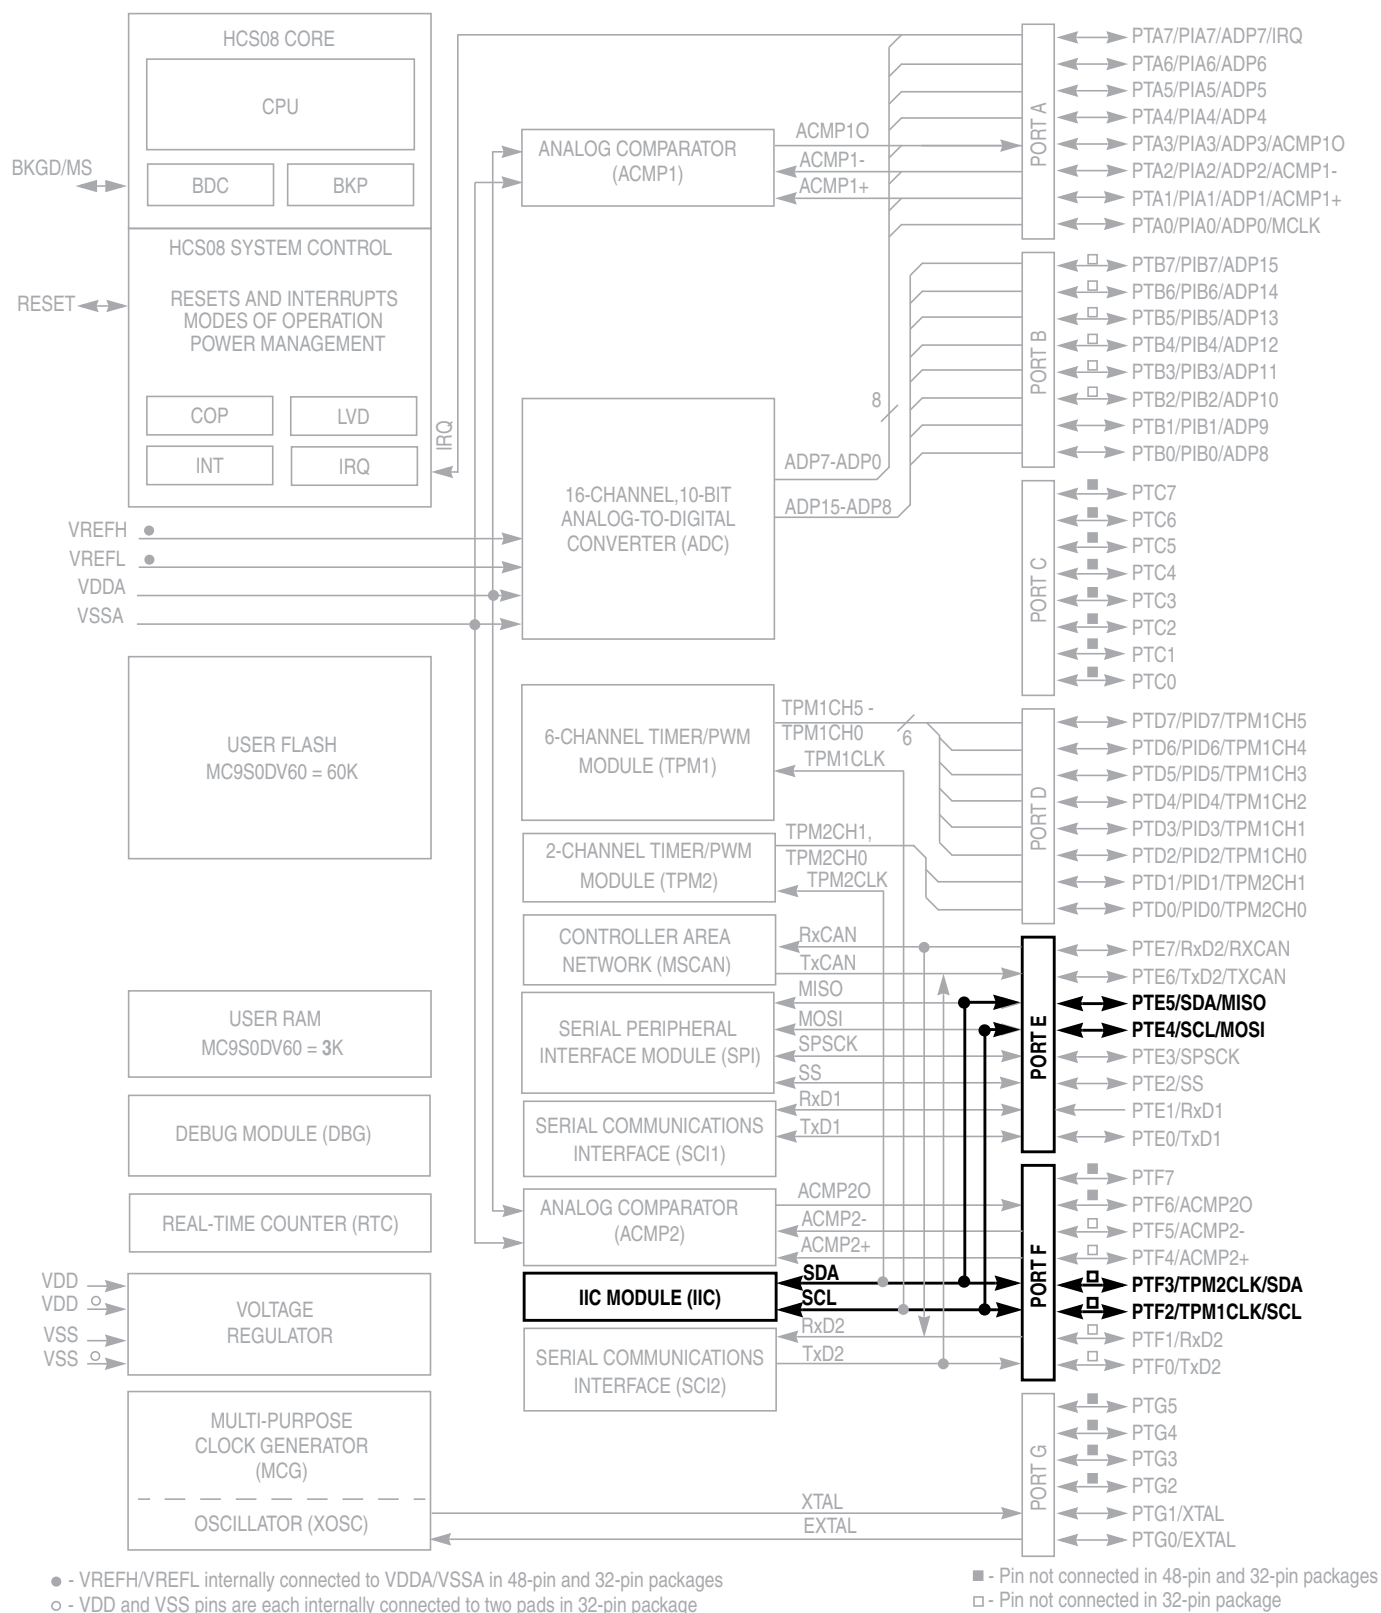 HCS08 CORE
CPU
BDC
BKP
BKGD/MS
HCS08 SYSTEM CONTROL
RESETS AND INTERRUPTS
MODES OF OPERATION
POWER MANAGEMENT
RESET
COP
LVD
INT
IRQ
IRQ
VREFH
VREFL
VDDA
VSSA
USER FLASH
MC9S0DV60 = 60K
USER RAM
MC9S0DV60 = 3K
DEBUG MODULE (DBG)
REAL-TIME COUNTER (RTC)
VDD
VDD
VSS
VSS
VOLTAGE
REGULATOR
MULTI-PURPOSE
CLOCK GENERATOR
(MCG)
OSCILLATOR (XOSC)
ANALOG COMPARATOR
(ACMP1)
ACMP1O
ACMP1-
ACMP1+
16-CHANNEL,10-BIT
ANALOG-TO-DIGITAL
CONVERTER (ADC)
8
ADP7-ADP0
ADP15-ADP8
6-CHANNEL TIMER/PWM
MODULE (TPM1)
TPM1CH5 -
TPM1CH0
6
TPM1CLK
2-CHANNEL TIMER/PWM
MODULE (TPM2)
TPM2CH1,
TPM2CH0
TPM2CLK
CONTROLLER AREA
NETWORK (MSCAN)
RxCAN
TxCAN
SERIAL PERIPHERAL
INTERFACE MODULE (SPI)
MISO
MOSI
SPSCK
SS
SERIAL COMMUNICATIONS
INTERFACE (SCI1)
RxD1
TxD1
ANALOG COMPARATOR
(ACMP2)
ACMP2O
ACMP2-
ACMP2+
IIC MODULE (IIC)
SDA
SCL
SERIAL COMMUNICATIONS
INTERFACE (SCI2)
RxD2
TxD2
XTAL
EXTAL
PORT A
PTA7/PIA7/ADP7/IRQ
PTA6/PIA6/ADP6
PTA5/PIA5/ADP5
PTA4/PIA4/ADP4
PTA3/PIA3/ADP3/ACMP1O
PTA2/PIA2/ADP2/ACMP1-
PTA1/PIA1/ADP1/ACMP1+
PTA0/PIA0/ADP0/MCLK
PORT B
PTB7/PIB7/ADP15
PTB6/PIB6/ADP14
PTB5/PIB5/ADP13
PTB4/PIB4/ADP12
PTB3/PIB3/ADP11
PTB2/PIB2/ADP10
PTB1/PIB1/ADP9
PTB0/PIB0/ADP8
PORT C
PTC7
PTC6
PTC5
PTC4
PTC3
PTC2
PTC1
PTC0
PORT D
PTD7/PID7/TPM1CH5
PTD6/PID6/TPM1CH4
PTD5/PID5/TPM1CH3
PTD4/PID4/TPM1CH2
PTD3/PID3/TPM1CH1
PTD2/PID2/TPM1CH0
PTD1/PID1/TPM2CH1
PTD0/PID0/TPM2CH0
PORT E
PTE7/RxD2/RXCAN
PTE6/TxD2/TXCAN
PTE5/SDA/MISO
PTE4/SCL/MOSI
PTE3/SPSCK
PTE2/SS
PTE1/RxD1
PTE0/TxD1
PORT F
PTF7
PTF6/ACMP2O
PTF5/ACMP2-
PTF4/ACMP2+
PTF3/TPM2CLK/SDA
PTF2/TPM1CLK/SCL
PTF1/RxD2
PTF0/TxD2
PORT G
PTG5
PTG4
PTG3
PTG2
PTG1/XTAL
PTG0/EXTAL
● - VREFH/VREFL internally connected to VDDA/VSSA in 48-pin and 32-pin packages
○ - VDD and VSS pins are each internally connected to two pads in 32-pin package
■ - Pin not connected in 48-pin and 32-pin packages
□ - Pin not connected in 32-pin package